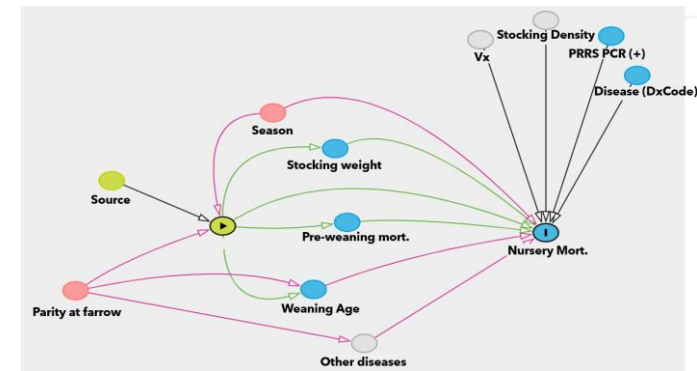 Stocking Density
Vx
PRRS PCR (+)
Disease (DxCode)
Season
Stocking weight
Source
Pre-weaning mort.
Nursery Mort.
Weaning Age
Parity at farrow
Other diseases